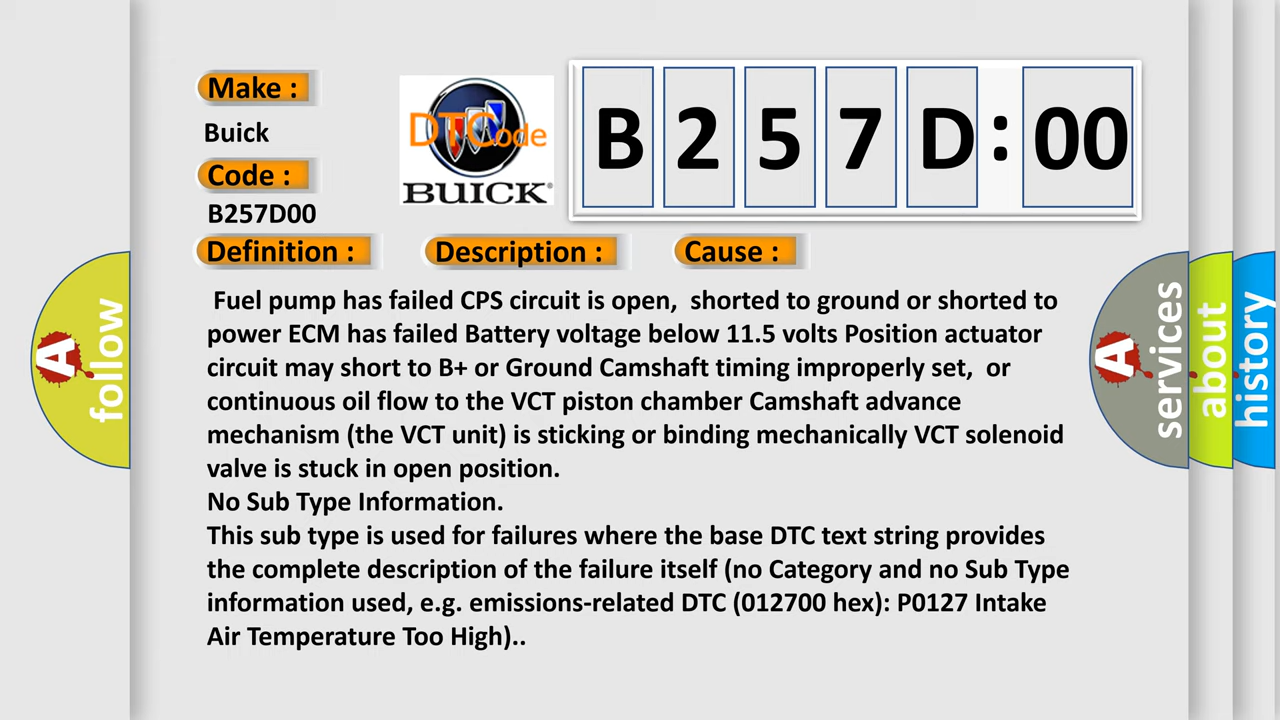 Make :
Buick
Code :
B257D00
DTCode
BUICK®
B257D:00
Definition :
Description :
Cause :
Fuel pump has failed CPS circuit is open,  shorted to ground or shorted to
power ECM has failed Battery voltage below 11.5 volts Position actuator
circuit may short to B+ or Ground Camshaft timing improperly set,  or
continuous oil flow to the VCT piston chamber Camshaft advance
mechanism (the VCT unit) is sticking or binding mechanically VCT solenoid
valve is stuck in open position.
No Sub Type Information.
This sub type is used for failures where the base DTC text string provides
the complete description of the failure itself (no Category and no Sub Type
information used, e.g. emissions-related DTC (012700 hex): P0127 Intake
Air Temperature Too High)..
A
follow
A
services
about
history